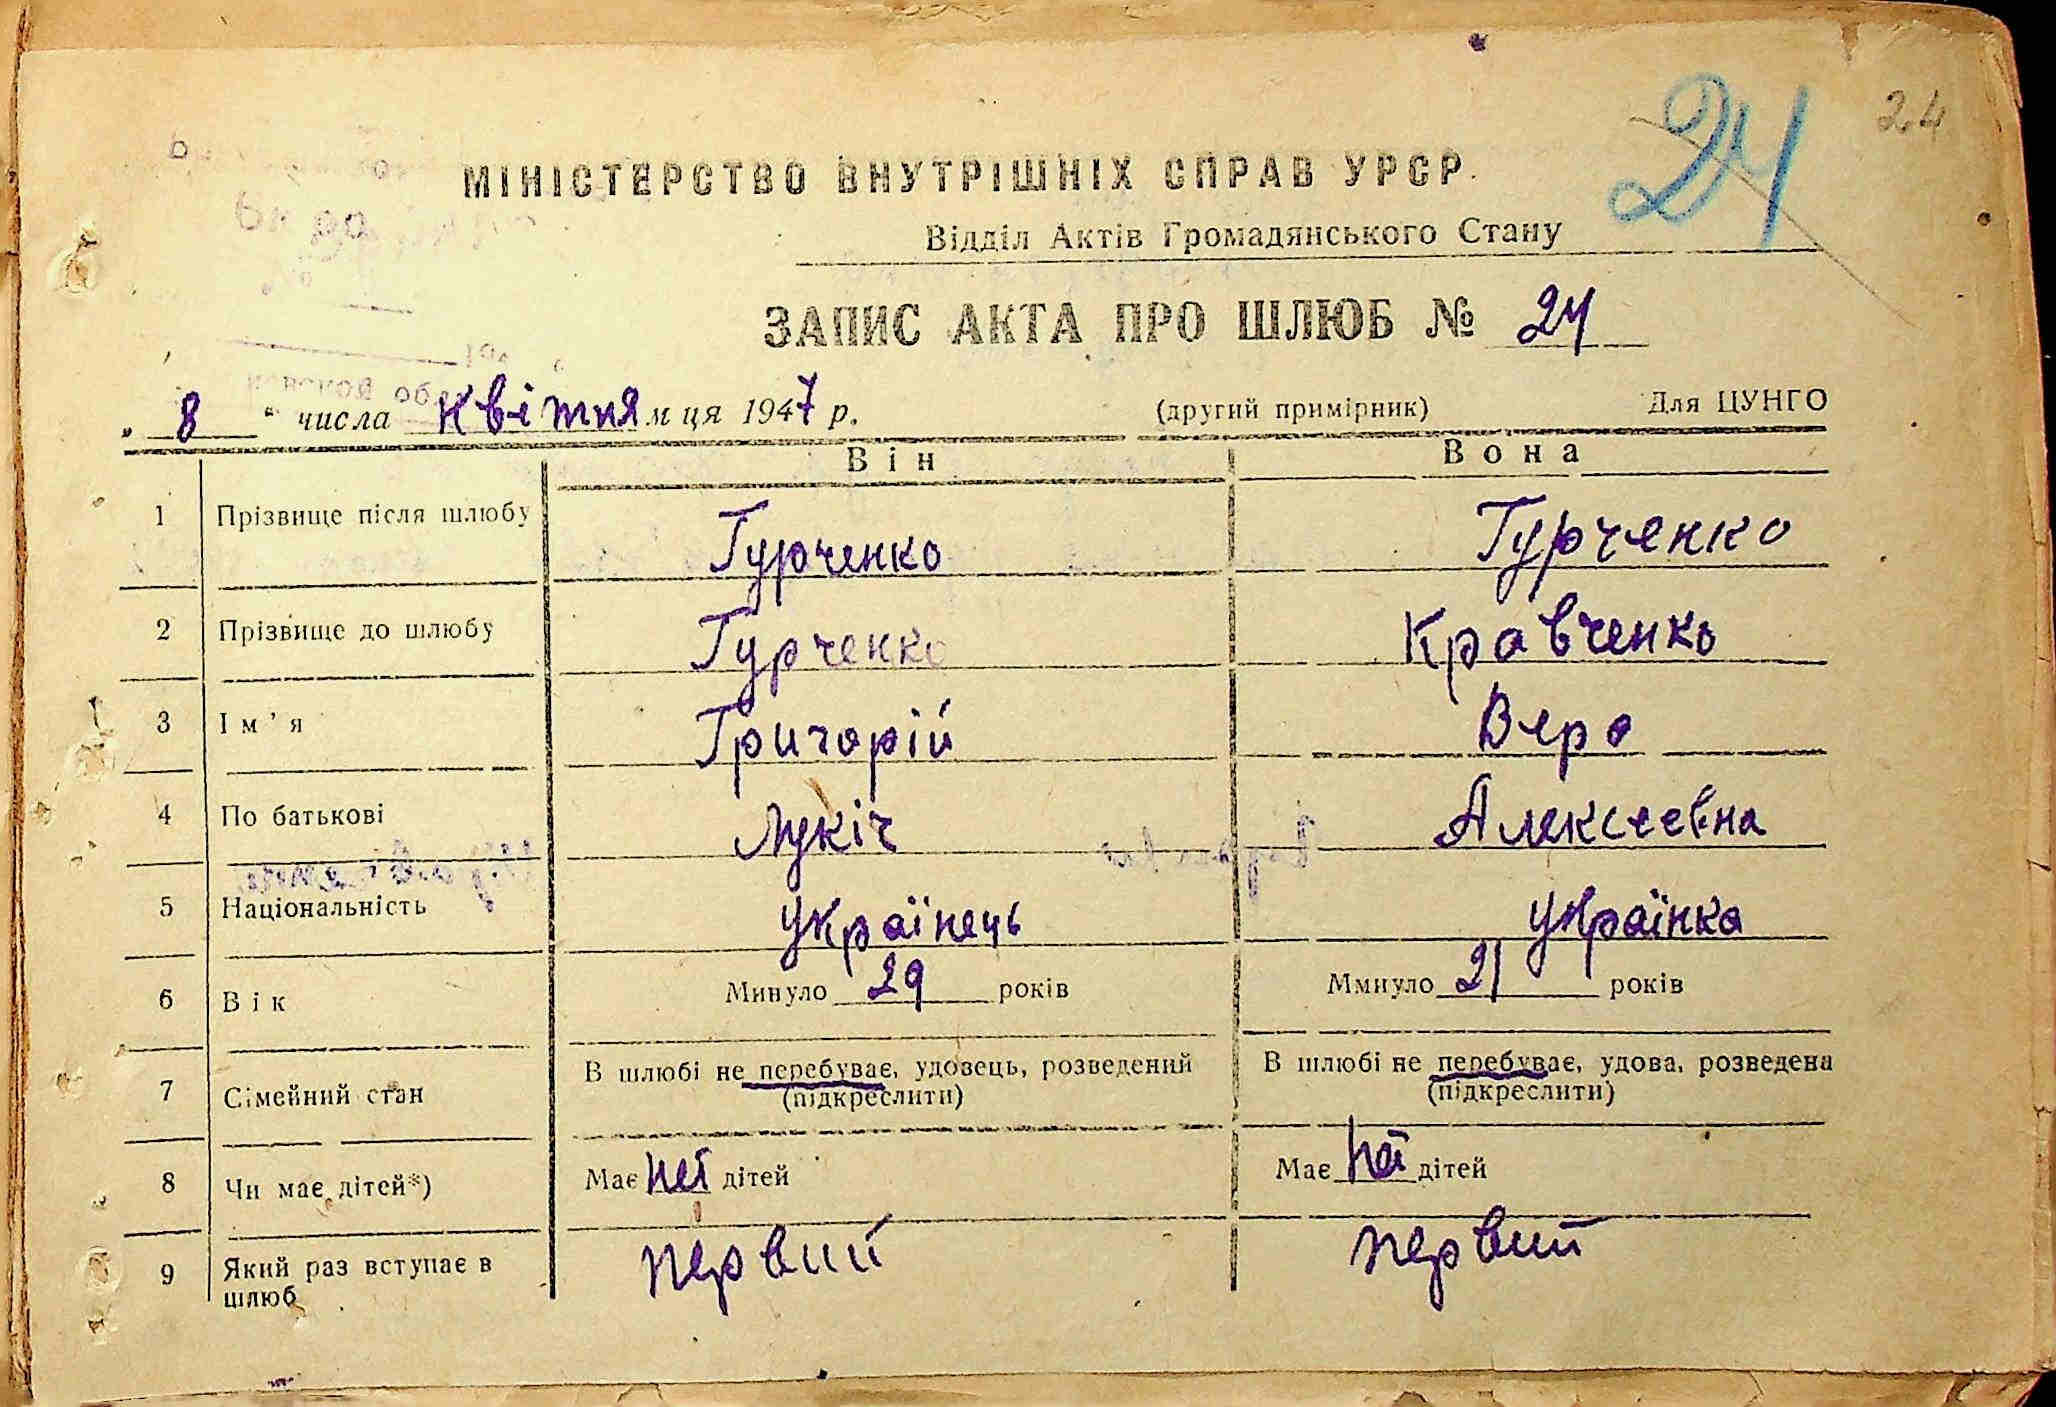 24
24
МІНІСТЕРСТВО ВНУТРІШНІХ СПРАВ УРСР.
Відділ Актів Громадянського Стану
ЗАПИС АКТА ПРО ШЛЮБ № 24
„ 8 “ числа квітня м ця 1947 р. (другий примірник) Для ЦУНГО
Він Вона
1 Прізвище після шлюбу Гурченко Гурченко
2 Прізвище до шлюбу Гурченко Кравченко
3 Ім’я Григорій Вера
4 По батькові Лукіч Алексеевна
5 Національність українець українка
6 Вік Минуло 29 років Ммнуло 21 років
7 Сімейний стан В шлюбі не перебуває, удовець, розведений В шлюбі не перебуває, удова, розведена
(підкреслити) (підкреслити)
8 Чи має дітей*) Має нет дітей Має дітей
9 Який раз вступає в шлюб первий первий